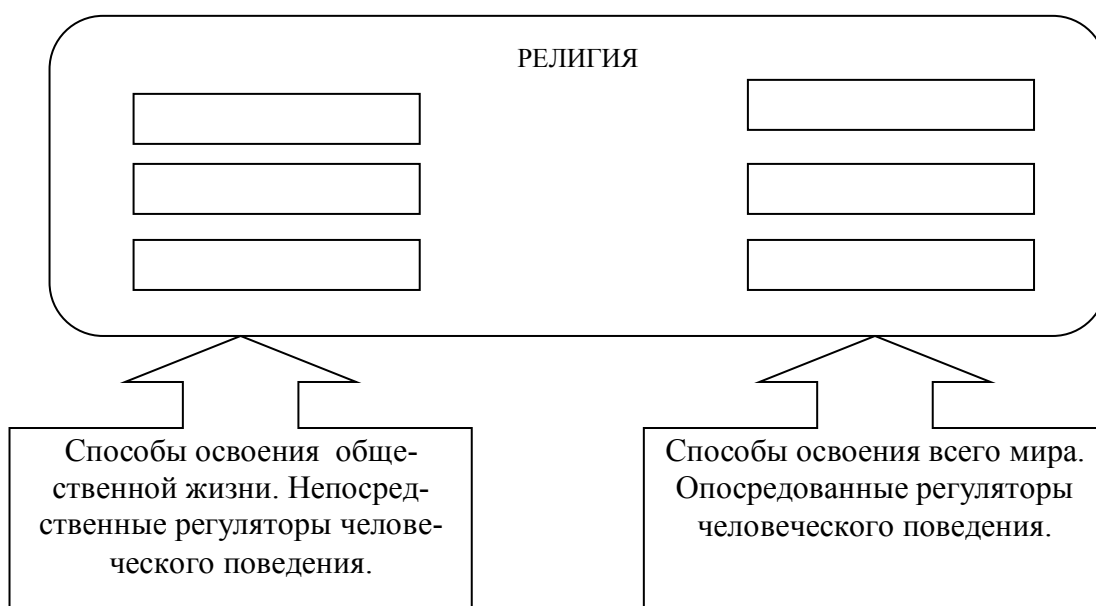 РЕЛИГИЯ
Способы освоения обще-
ственной жизни. Непосред-
ственные регуляторы челове-
ческого поведения.
Способы освоения всего мира.
Опосредованные регуляторы
человеческого поведения.